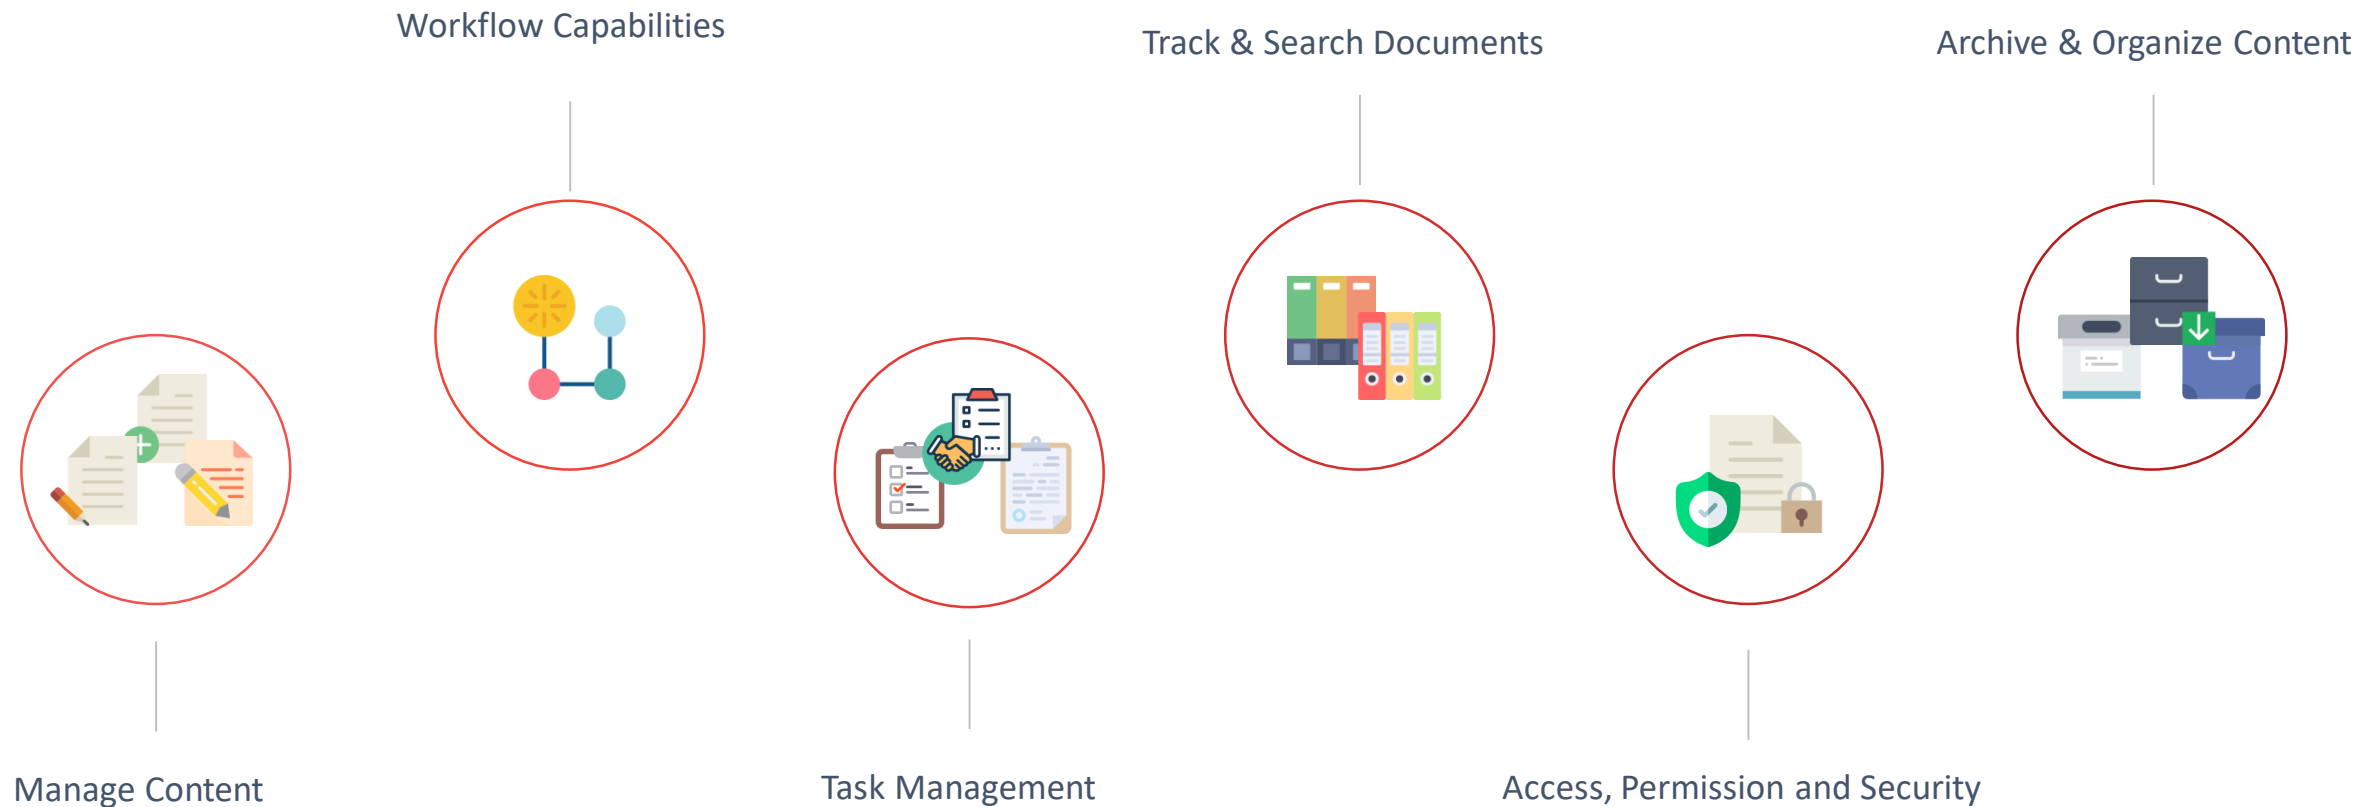 Workflow Capabilities
Track & Search Documents
Archive & Organize Content
Manage Content
Task Management
Access, Permission and Security